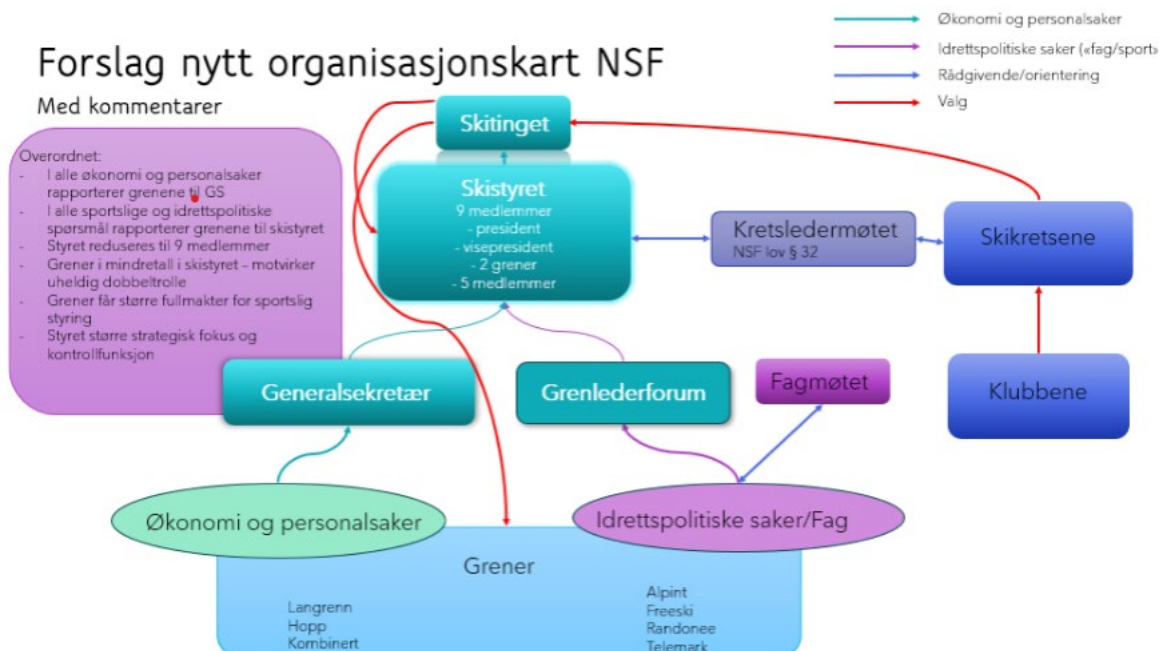 Forslag nytt organisasjonskart NSF
Med kommentarer
Økonomi og personalsaker
Idrettspolitiske saker («fag/sport»
Rådgivende/orientering
Valg
Overordnet:
- I alle økonomi og personalsaker
rapporterer grenene til GS
- I alle sportslige og idrettspolitiske
spørsmål rapporterer grenene til skistyret
- Styret reduseres til 9 medlemmer
- Grener i mindretall i skistyret – motvirker
uheldig dobbeltrolle
- Grener får større fullmakter for sportslig
styring
- Styret større strategisk fokus og
kontrollfunksjon
Skitinget
Skistyret
9 medlemmer
- president
- visepresident
- 2 grener
- 5 medlemmer
Kretsledermøtet
NSF lov § 32
Skikretsene
Generalsekretær
Grenlederforum
Fagmøtet
Klubbene
Økonomi og personalsaker
Idrettspolitiske saker/Fag
Grener
Langrenn
Hopp
Kombinert
Alpint
Freeski
Randonee
Telemark